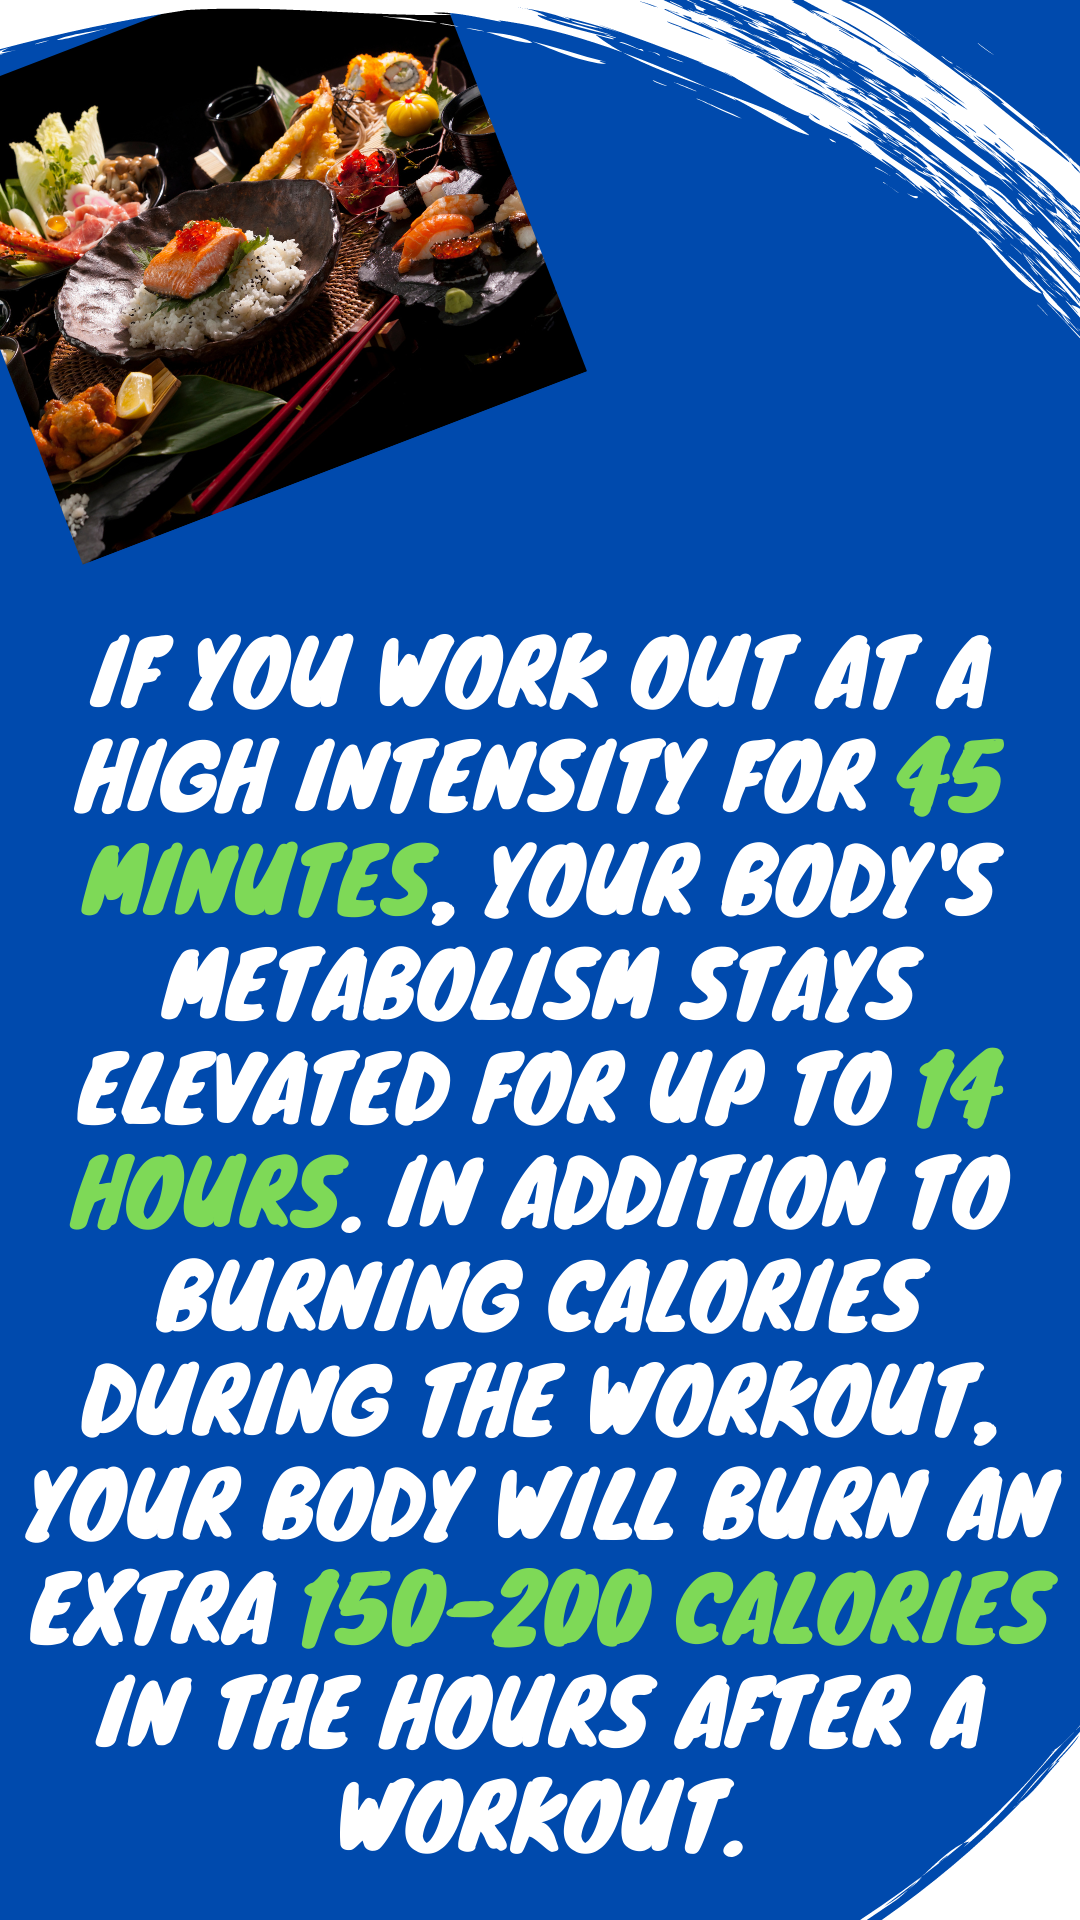 IF YOU WORK OUT AT A
HIGH INTENSITY FOR 45
MINUTES, YOUR BODY'S
METABOLISM STAYS
ELEVATED FOR UP TO 14
HOURS. IN ADDITION TO
BURNING CALORIES
DURING THE WORKOUT,
YOUR BODY WILL BURN AN
EXTRA 150-200 CALORIES
IN THE HOURS AFTER A
WORKOUT.